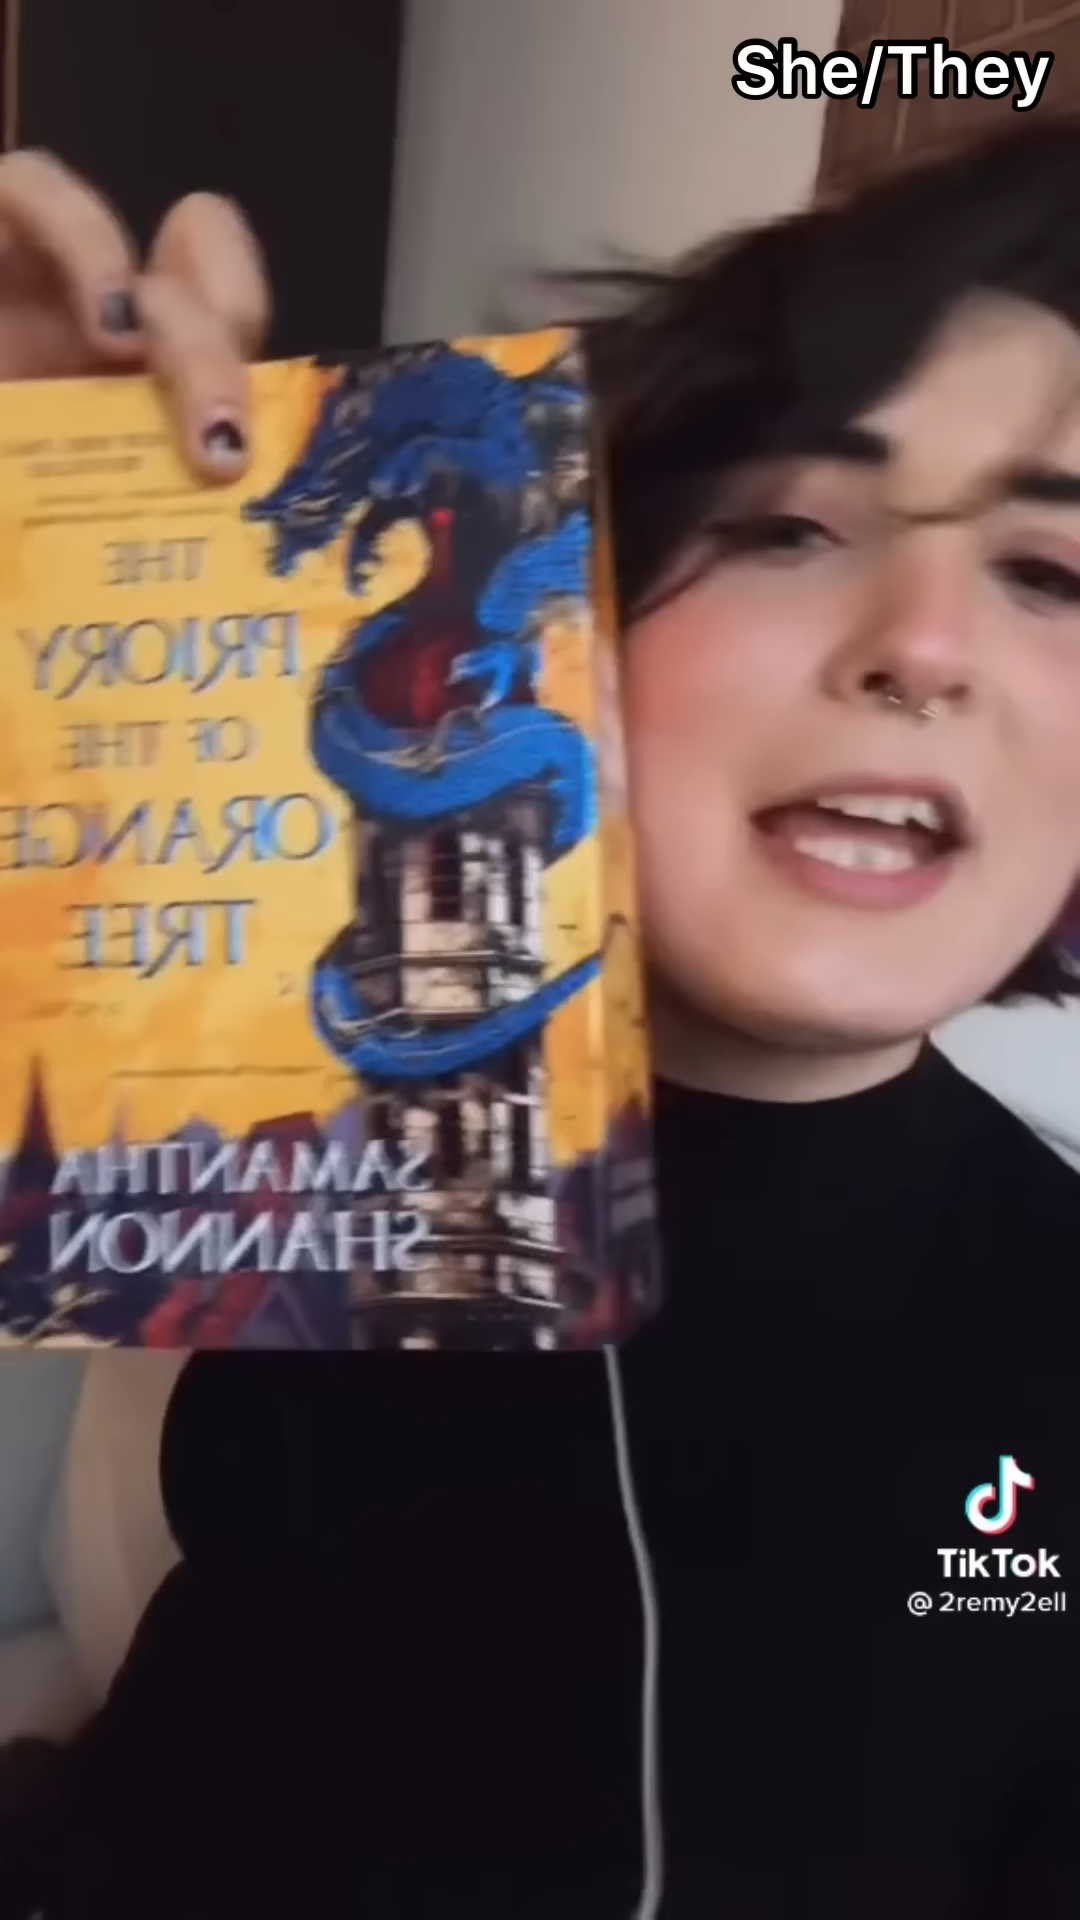 She/They
THE
PRIORY
OF THE
ORANGE
TREE
SAMANTHA
SHANNON
TikTok
@2remy2ell